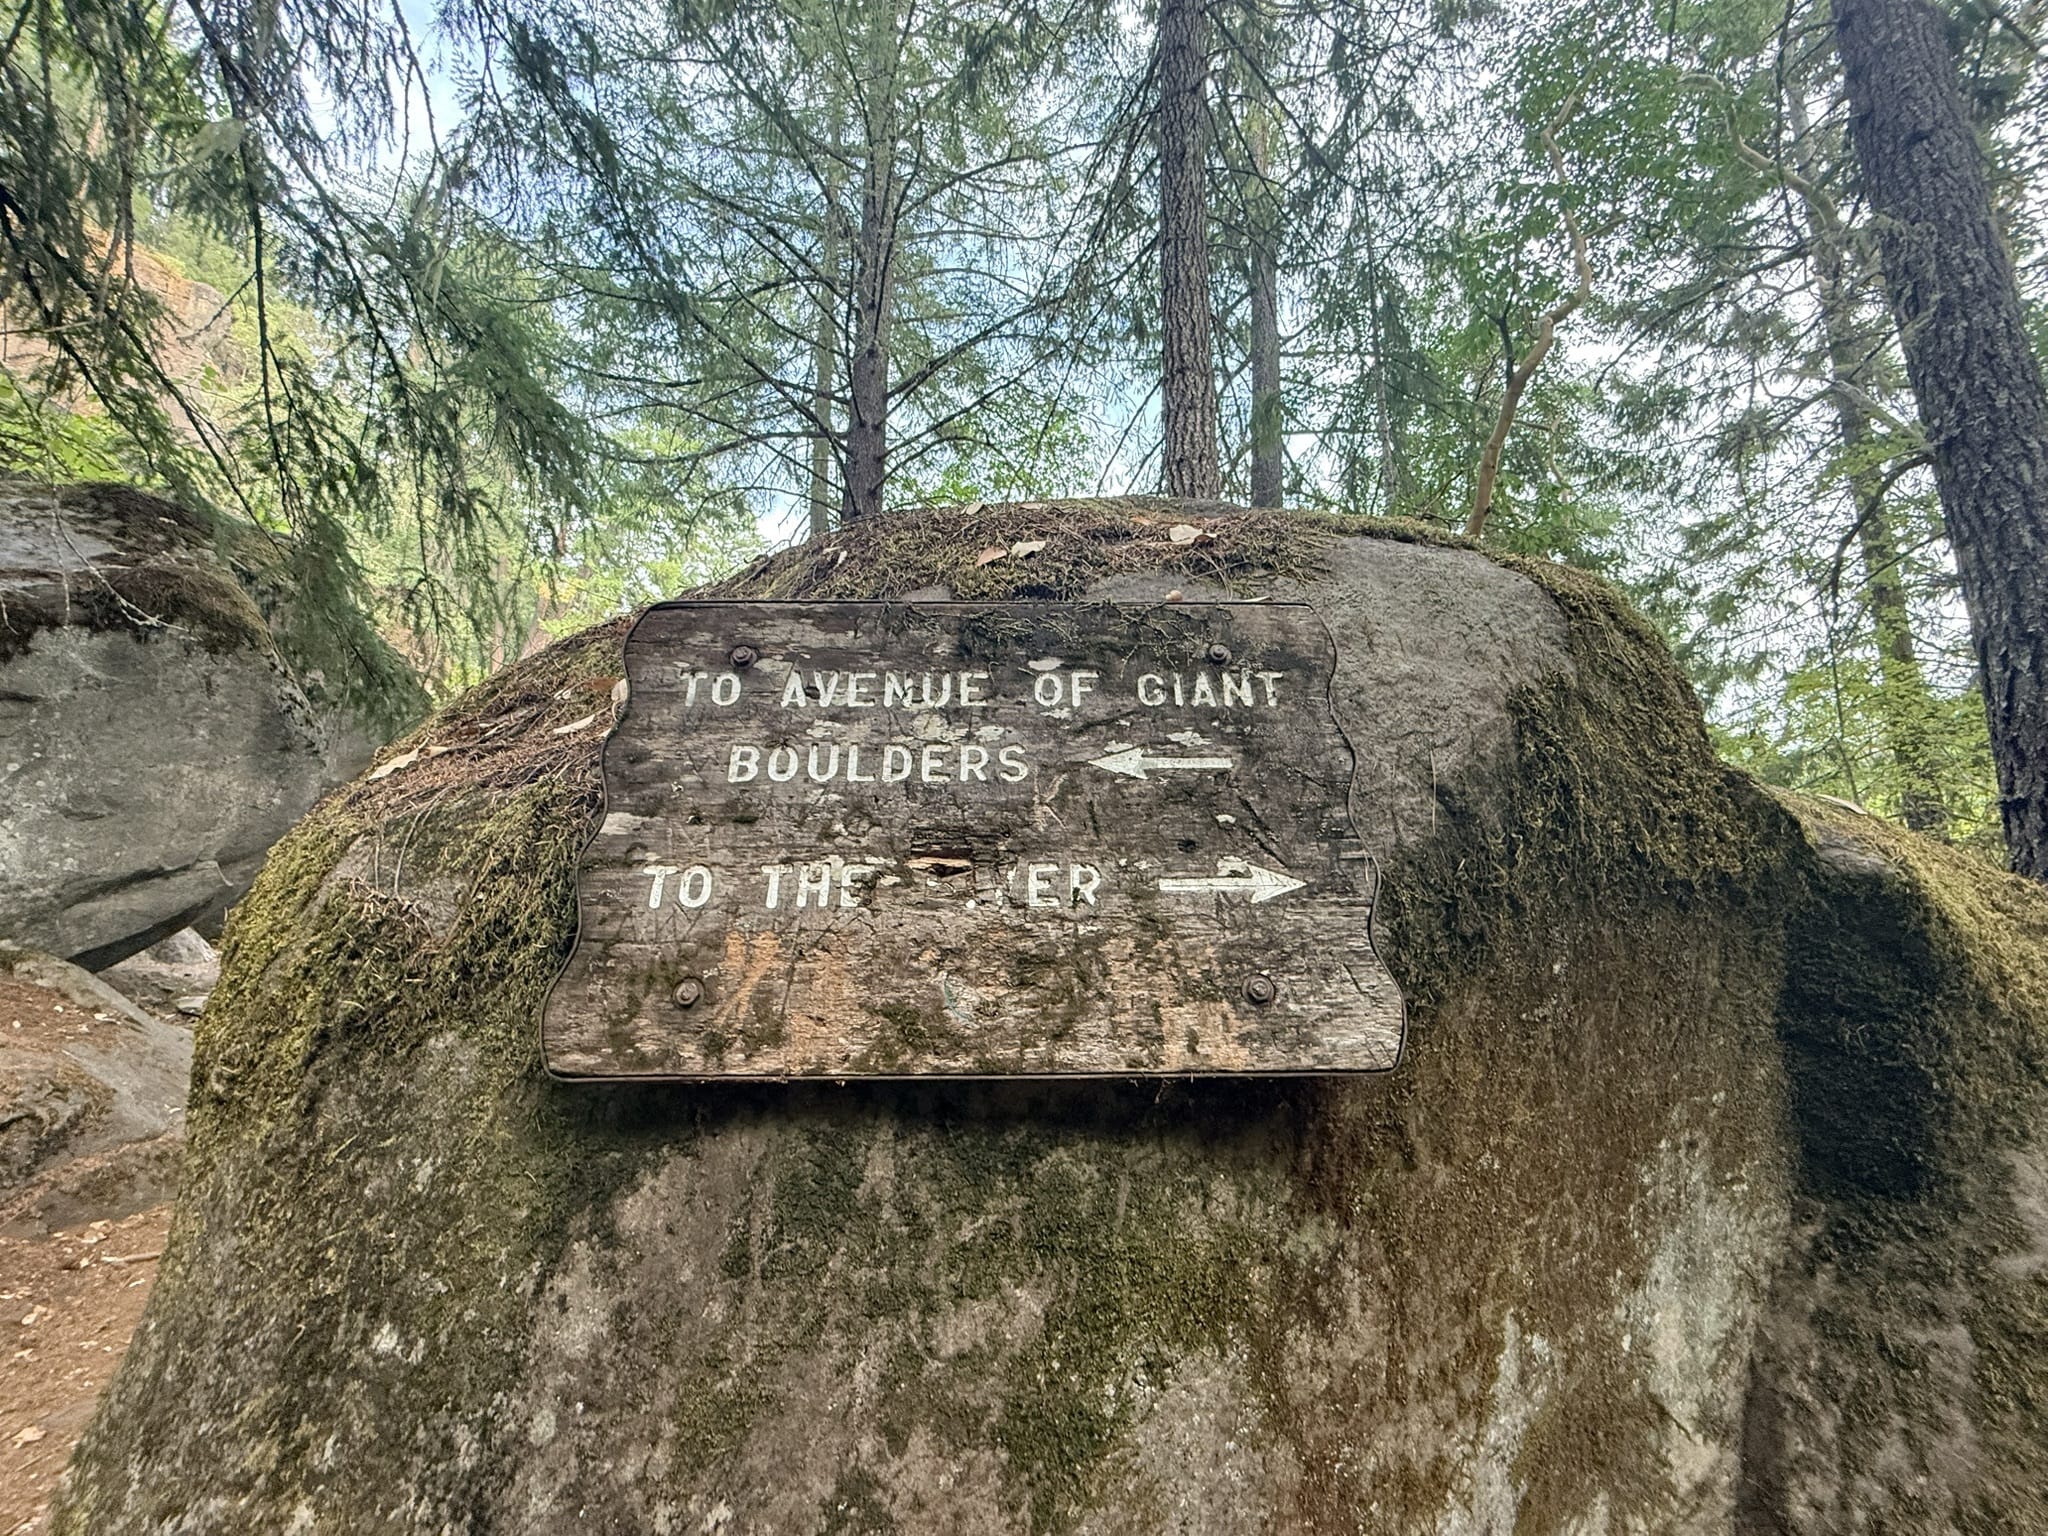 TO AVENUE OF GIANT
BOULDERS
TO THE